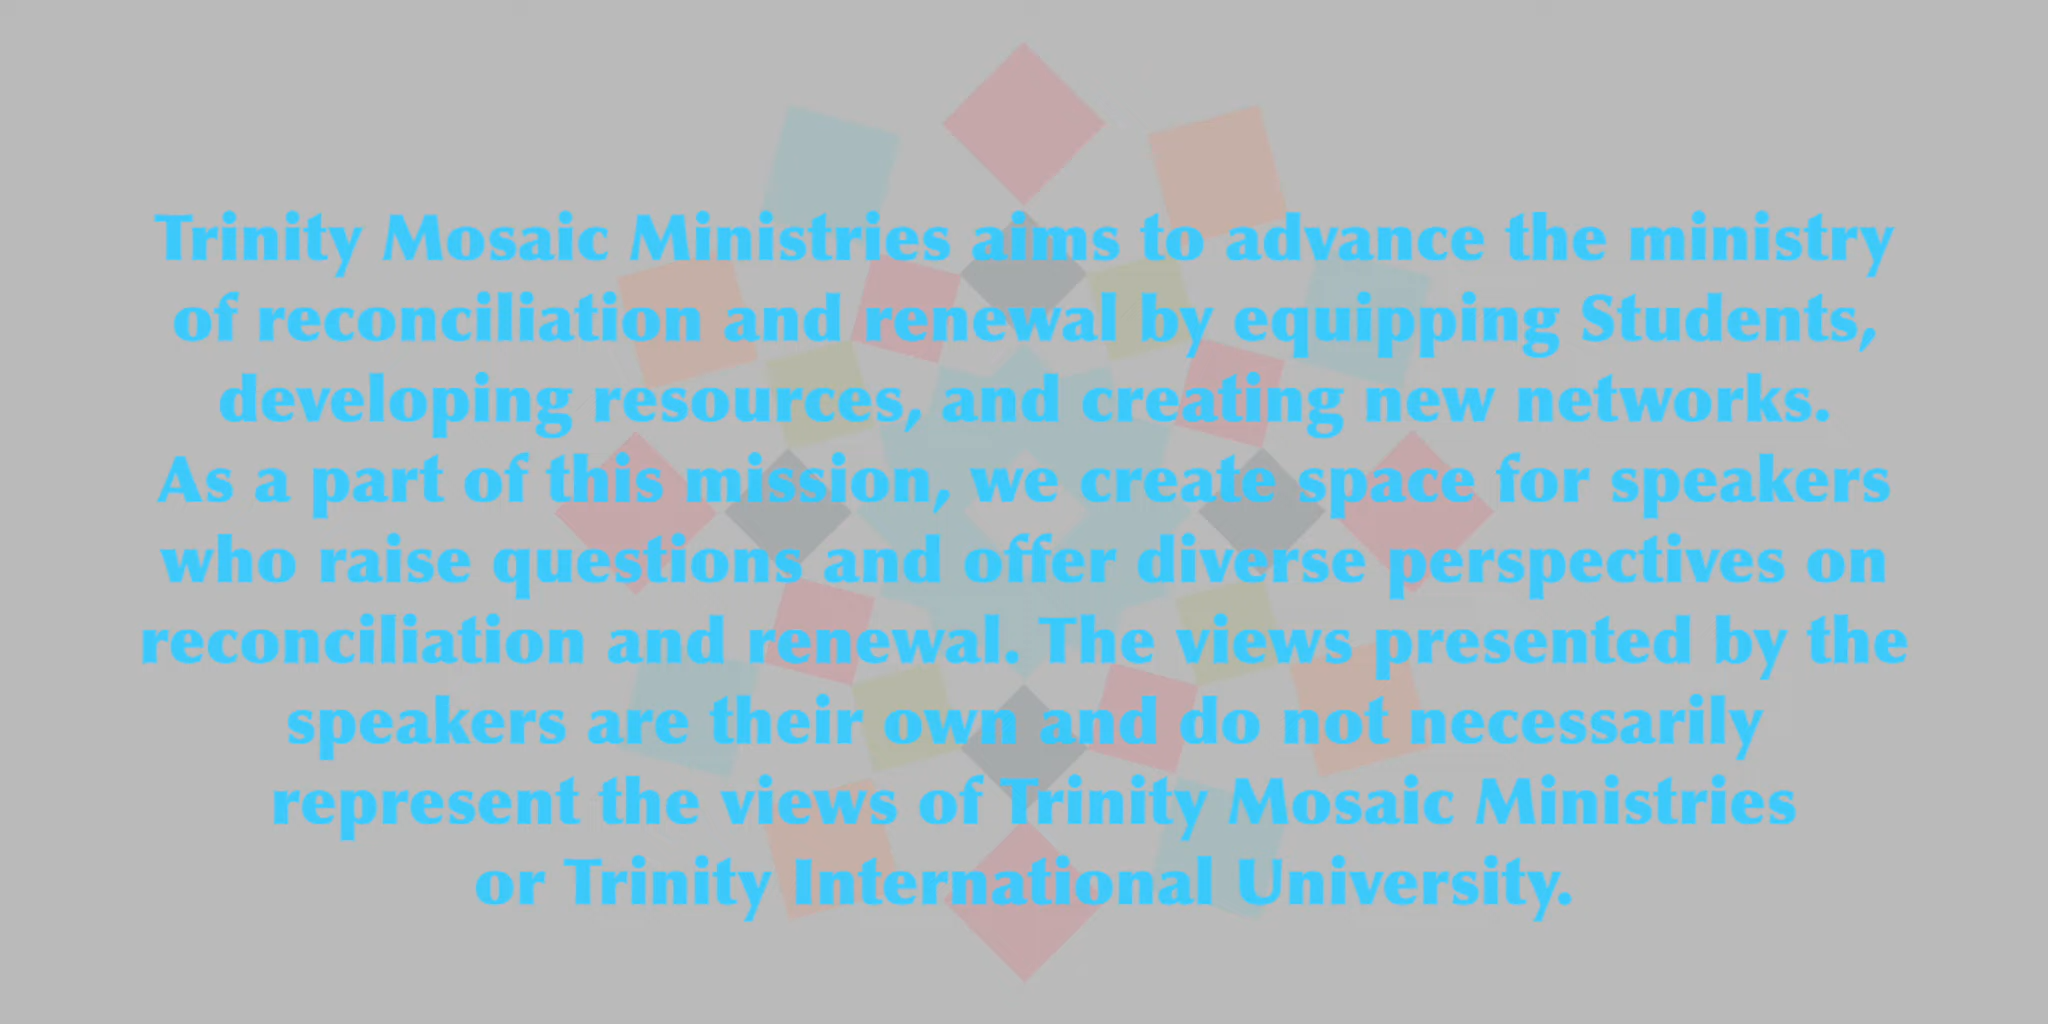 Trinity Mosaic Ministries aims to advance the ministry
of reconciliation and renewal by equipping Students,
developing resources, and creating new networks.
As a part of this mission, we create space for speakers
who raise questions and offer diverse perspectives on
reconciliation and renewal. The views presented by the
speakers are their own and do not necessarily
represent the views of Trinity Mosaic Ministries
or Trinity International University.